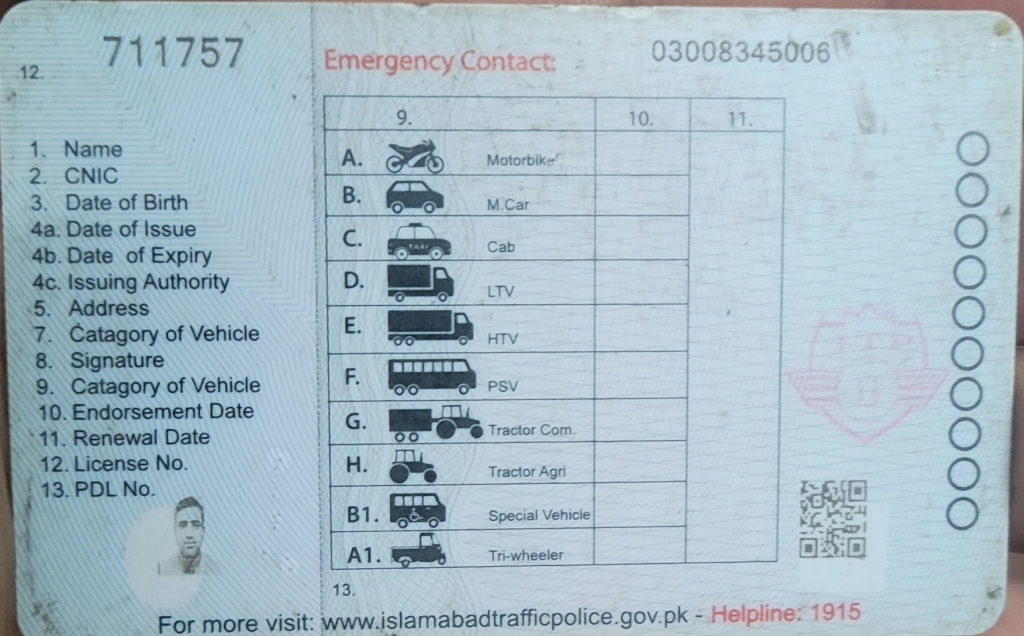 12. 711757
Emergency Contact: 03008345006
1. Name
2. CNIC
3. Date of Birth
4a. Date of Issue
4b. Date of Expiry
4c. Issuing Authority
5. Address
7. Catagory of Vehicle
8. Signature
9. Catagory of Vehicle
10. Endorsement Date
11. Renewal Date
12. License No.
13. PDL No.
9. 10. 11.
A. Motorbike
B. M.Car
C. TAXI Cab
D. LTV
E. HTV
F. PSV
G. Tractor Com.
H. Tractor Agri
B1. Special Vehicle
A1. Tri-wheeler
13.
ITP
For more visit: www.islamabadtrafficpolice.gov.pk - Helpline: 1915